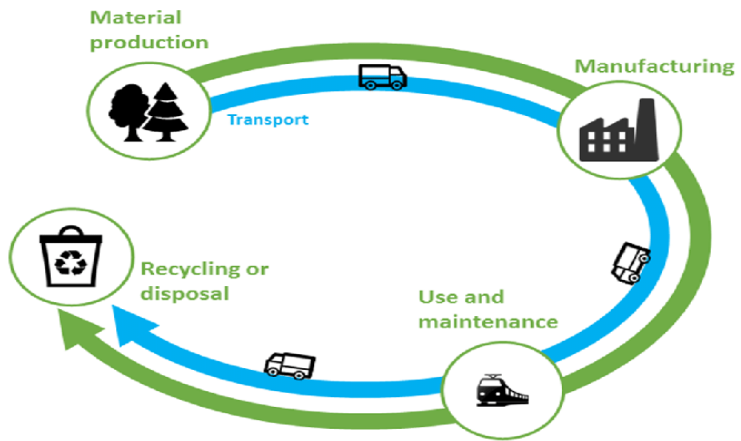 Material
production
Manufacturing
Transport
Recycling or
disposal
Use and
maintenance